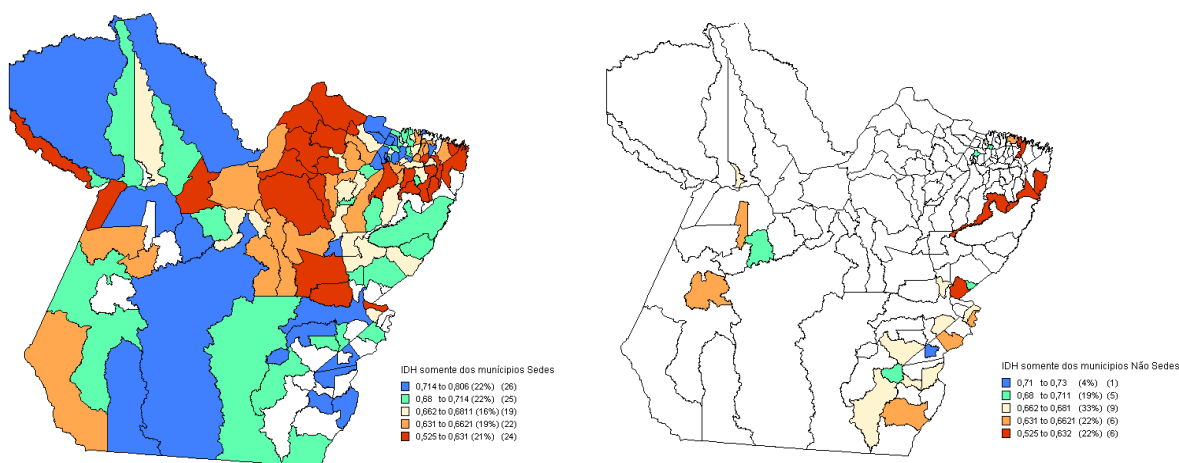 IDH somente dos municípios Sedes
0,714 to 0,806 (22%) (26)
0,68 to 0,714 (22%) (25)
0,662 to 0,6811 (16%) (19)
0,631 to 0,6621 (19%) (22)
0,525 to 0,631 (21%) (24)
IDH somente dos municipios Não Sedes
0,71 to 0,73 (4%) (1)
0,68 to 0,711 (19%) (5)
0,662 to 0,681 (33%) (9)
0,631 to 0,6621 (22%) (6)
0,525 to 0,632 (22%) (6)